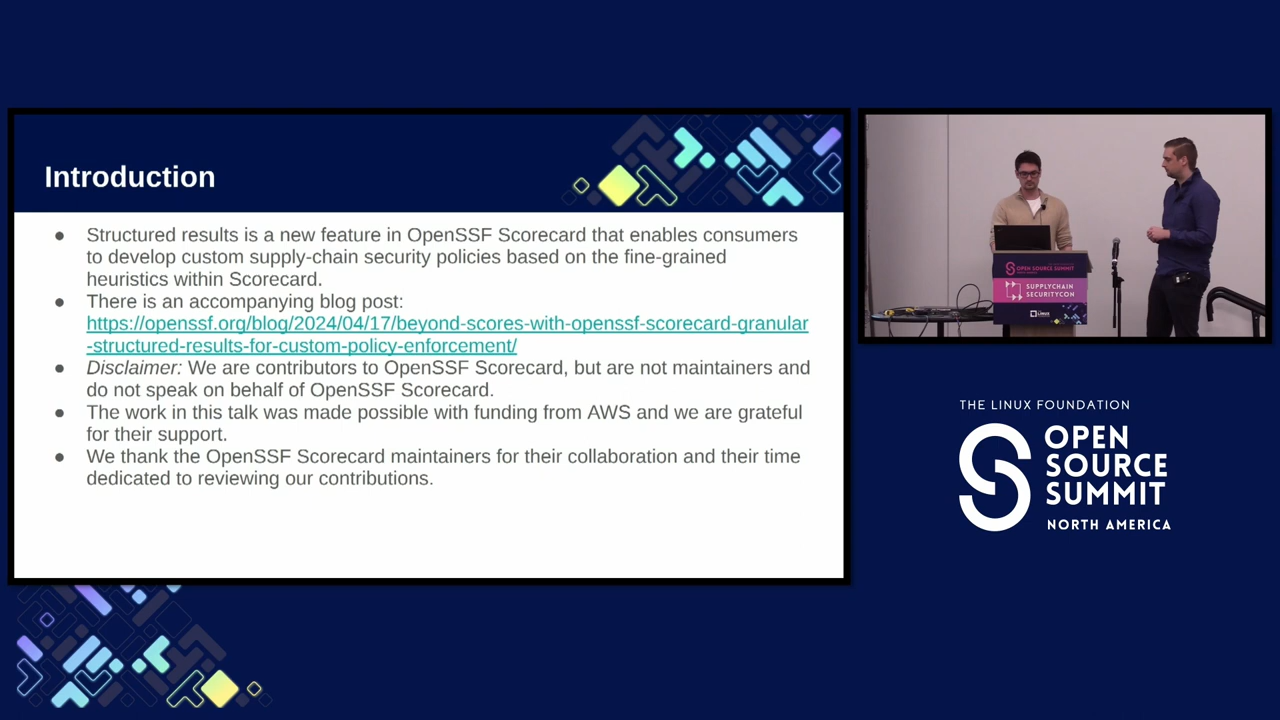 Introduction
● Structured results is a new feature in OpenSSF Scorecard that enables consumers
to develop custom supply-chain security policies based on the fine-grained
heuristics within Scorecard.
● There is an accompanying blog post:
https://openssf.org/blog/2024/04/17/beyond-scores-with-openssf-scorecard-granular
-structured-results-for-custom-policy-enforcement/
● Disclaimer: We are contributors to OpenSSF Scorecard, but are not maintainers and
do not speak on behalf of OpenSSF Scorecard.
● The work in this talk was made possible with funding from AWS and we are grateful
for their support.
● We thank the OpenSSF Scorecard maintainers for their collaboration and their time
dedicated to reviewing our contributions.
OPEN SOURCE SUMMIT
SUPPLYCHAIN
SECURITYCON
LINUX
THE LINUX FOUNDATION
OPEN
SOURCE
SUMMIT
NORTH AMERICA